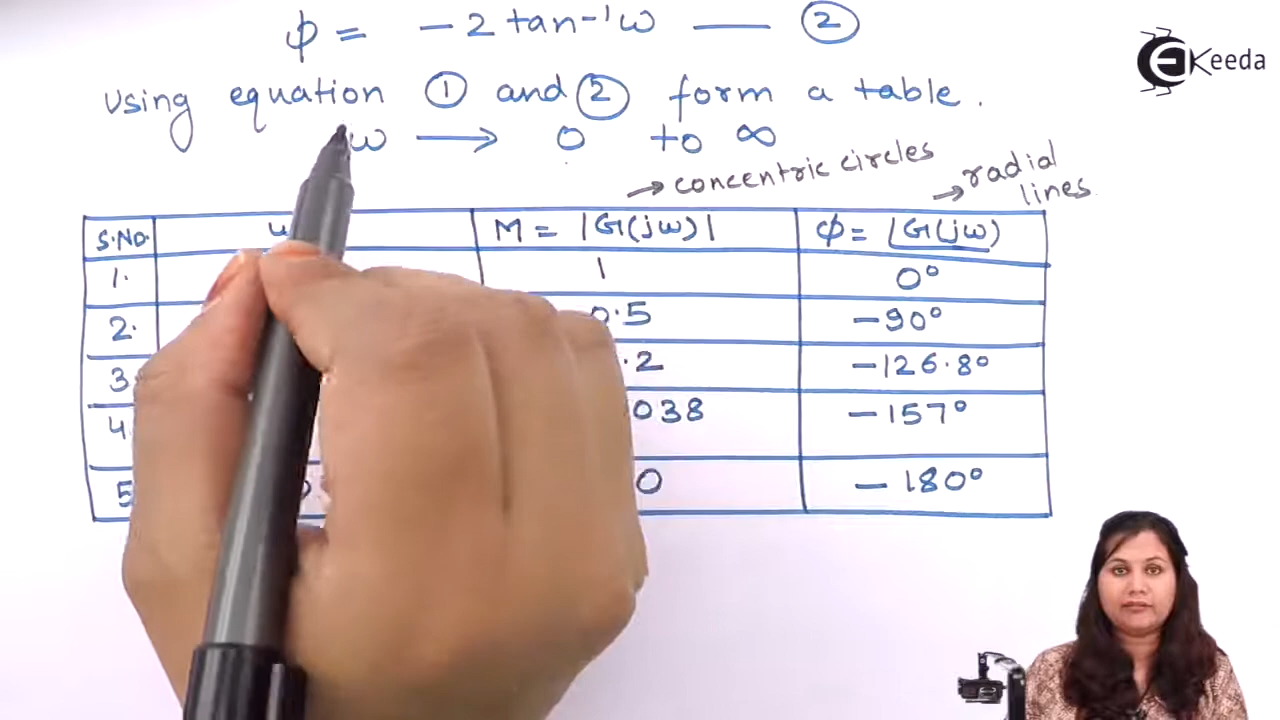 ϕ = −2 tan−¹ω —— ②
Keeda
using equation ① and ② form a table.
ω → 0 to ∞
→ concentric circles
→ radial lines
S.No. M = |G(jω)| ϕ = ∠G(jω)
1. 1 0°
2. 0.5 −90°
3 .2 −126.8°
4 038 −157°
5 0 −180°